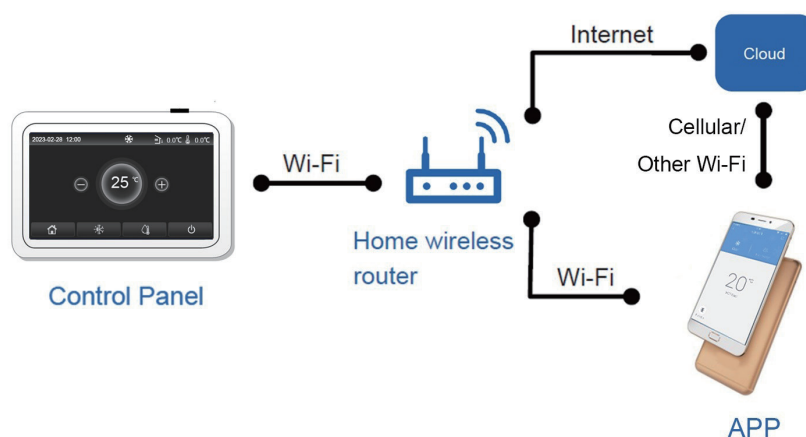 Internet
Cloud
2023-02-28 12:00
0.0℃
0.0℃
Wi-Fi
25 ℃
Cellular/
Other Wi-Fi
Home wireless
router
Wi-Fi
20 ℃
Control Panel
APP